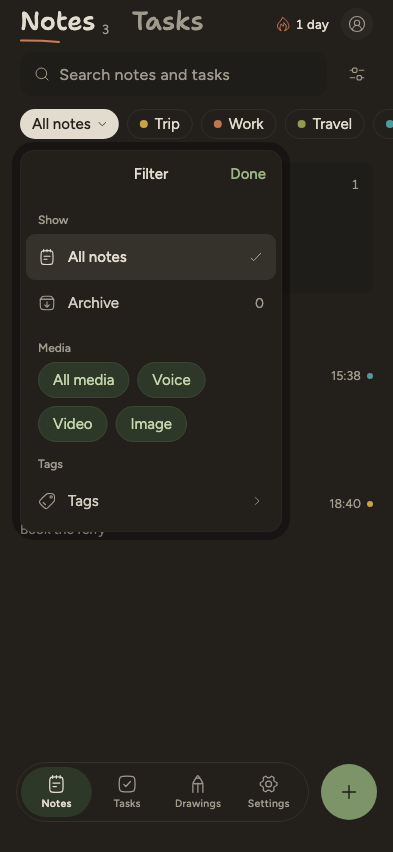 Notes 3 Tasks 1 day
Search notes and tasks
All notes Trip Work Travel
Filter Done
1
Show
All notes
Archive 0
Media
All media Voice
15:38
Video Image
Tags
Tags
18:40
Book the ferry
Notes Tasks Drawings Settings